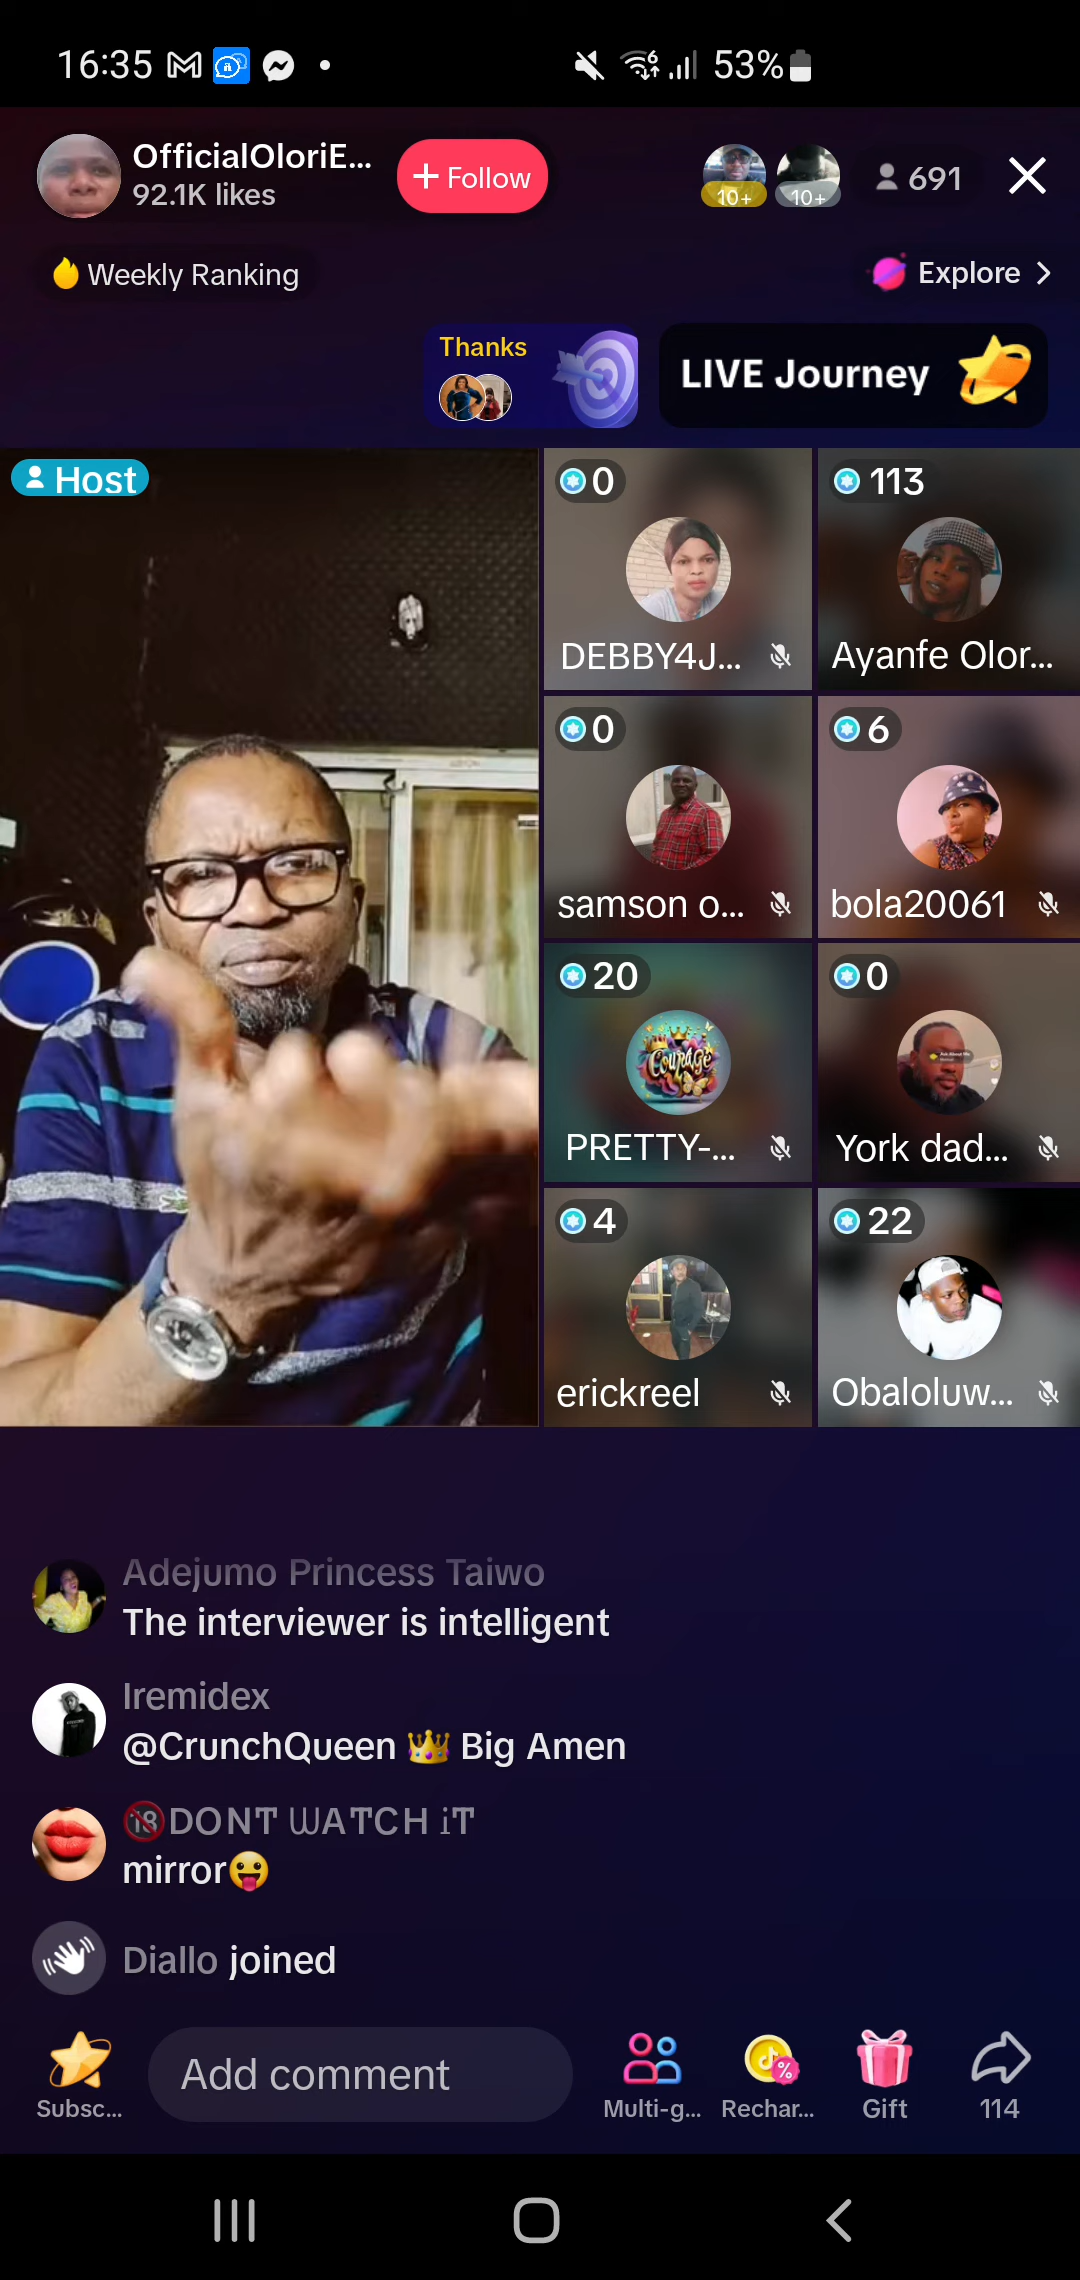 16:35
53%
OfficialOloriE...
92.1K likes
+ Follow
10+
10+
691
Weekly Ranking
Explore
Thanks
LIVE Journey
Host
0
113
DEBBY4J...
Ayanfe Olor...
0
6
samson o...
bola20061
20
0
Courage
PRETTY-...
York dad...
4
22
erickreel
Obaloluw...
Adejumo Princess Taiwo
The interviewer is intelligent
Iremidex
@CrunchQueen 👑 Big Amen
🔞DONT WATCH iT
mirror😛
Diallo joined
Add comment
Subsc...
Multi-g...
Rechar...
Gift
114